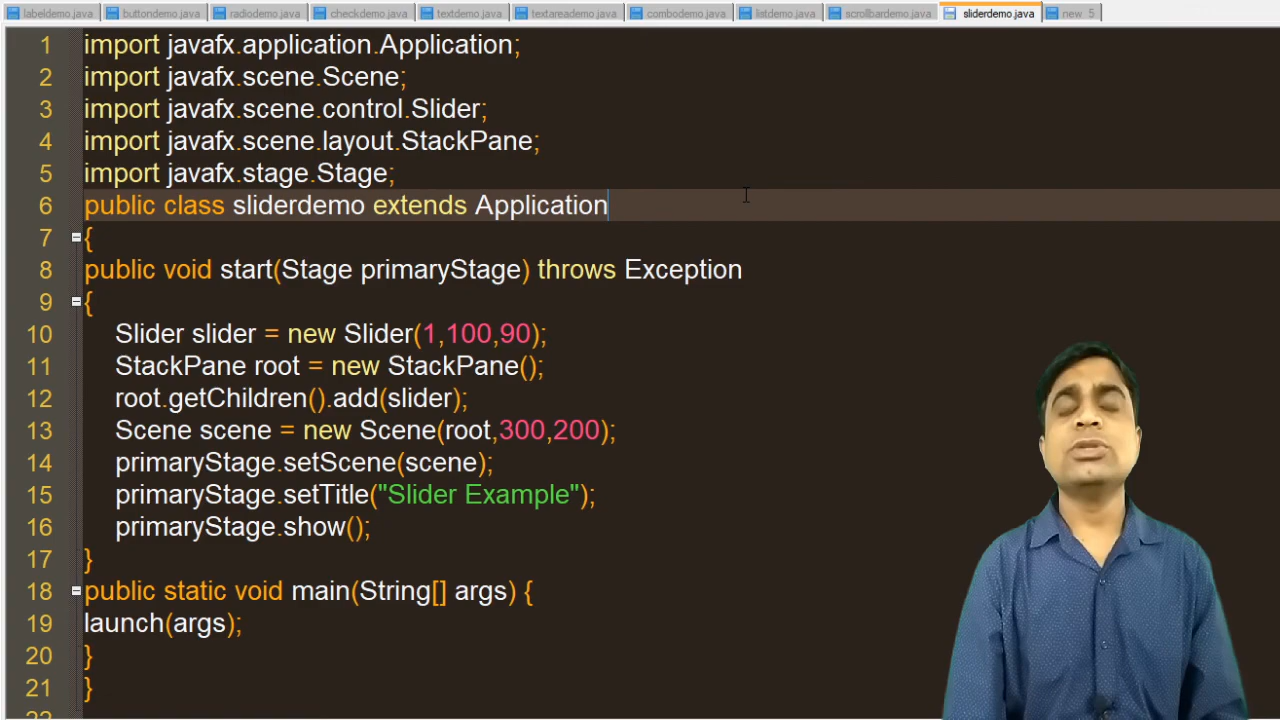 labeldemo.java buttondemo.java radiodemo.java checkdemo.java textdemo.java textareademo.java combodemo.java listdemo.java scrollbardemo.java sliderdemo.java new 5
1 import javafx.application.Application;
2 import javafx.scene.Scene;
3 import javafx.scene.control.Slider;
4 import javafx.scene.layout.StackPane;
5 import javafx.stage.Stage;
6 public class sliderdemo extends Application
7 {
8 public void start(Stage primaryStage) throws Exception
9 {
10 Slider slider = new Slider(1,100,90);
11 StackPane root = new StackPane();
12 root.getChildren().add(slider);
13 Scene scene = new Scene(root,300,200);
14 primaryStage.setScene(scene);
15 primaryStage.setTitle("Slider Example");
16 primaryStage.show();
17 }
18 public static void main(String[] args) {
19 launch(args);
20 }
21 }
22